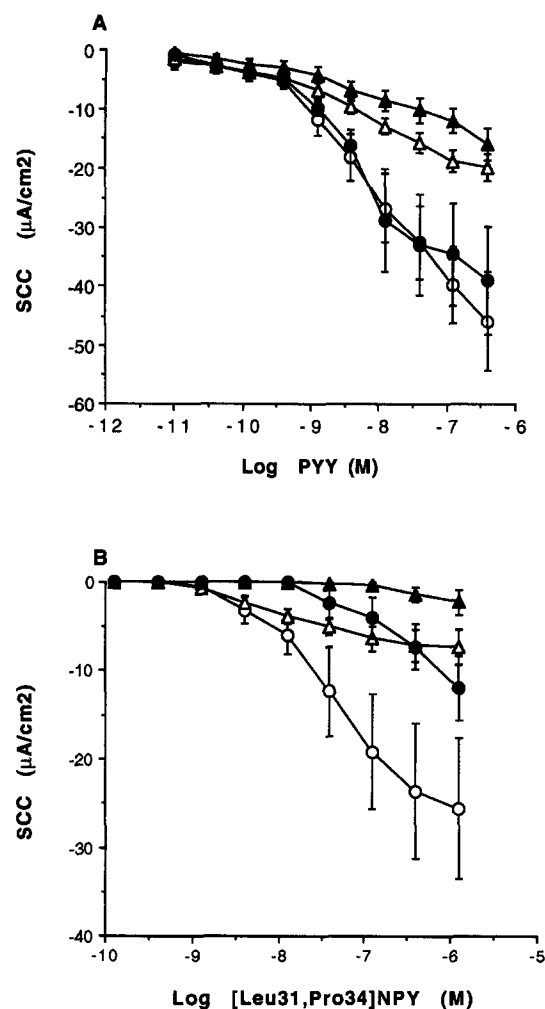 A
0
-10
-20
-30
-40
-50
-60
SCC (µA/cm2)
-12 -11 -10 -9 -8 -7 -6
Log PYY (M)
B
0
-10
-20
-30
-40
SCC (µA/cm2)
-10 -9 -8 -7 -6 -5
Log [Leu31,Pro34]NPY (M)